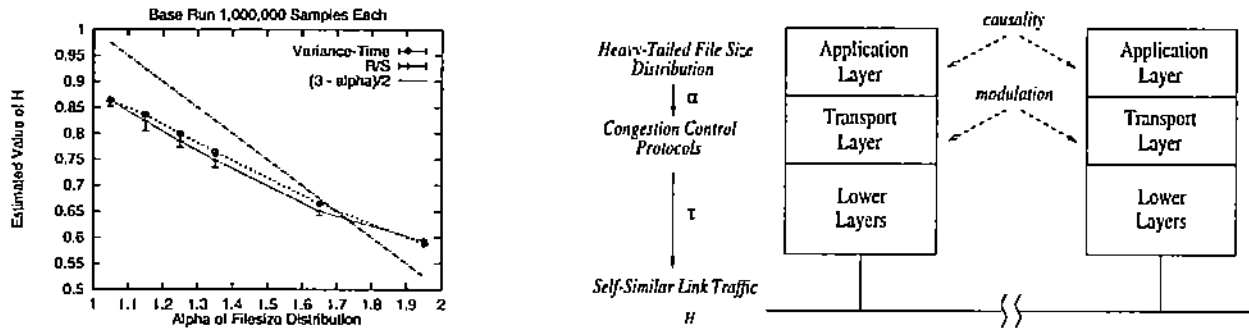 Base Run 1,000,000 Samples Each
Estimated Value of H
1
0.95
0.9
0.85
0.8
0.75
0.7
0.65
0.6
0.55
0.5
Variance-Time
R/S
(3 - alpha)/2
1 1.1 1.2 1.3 1.4 1.5 1.6 1.7 1.8 1.9 2
Alpha of Filesize Distribution
Heavy-Tailed File Size
Distribution
α
Congestion Control
Protocols
τ
Self-Similar Link Traffic
H
causality
modulation
Application
Layer
Transport
Layer
Lower
Layers
Application
Layer
Transport
Layer
Lower
Layers